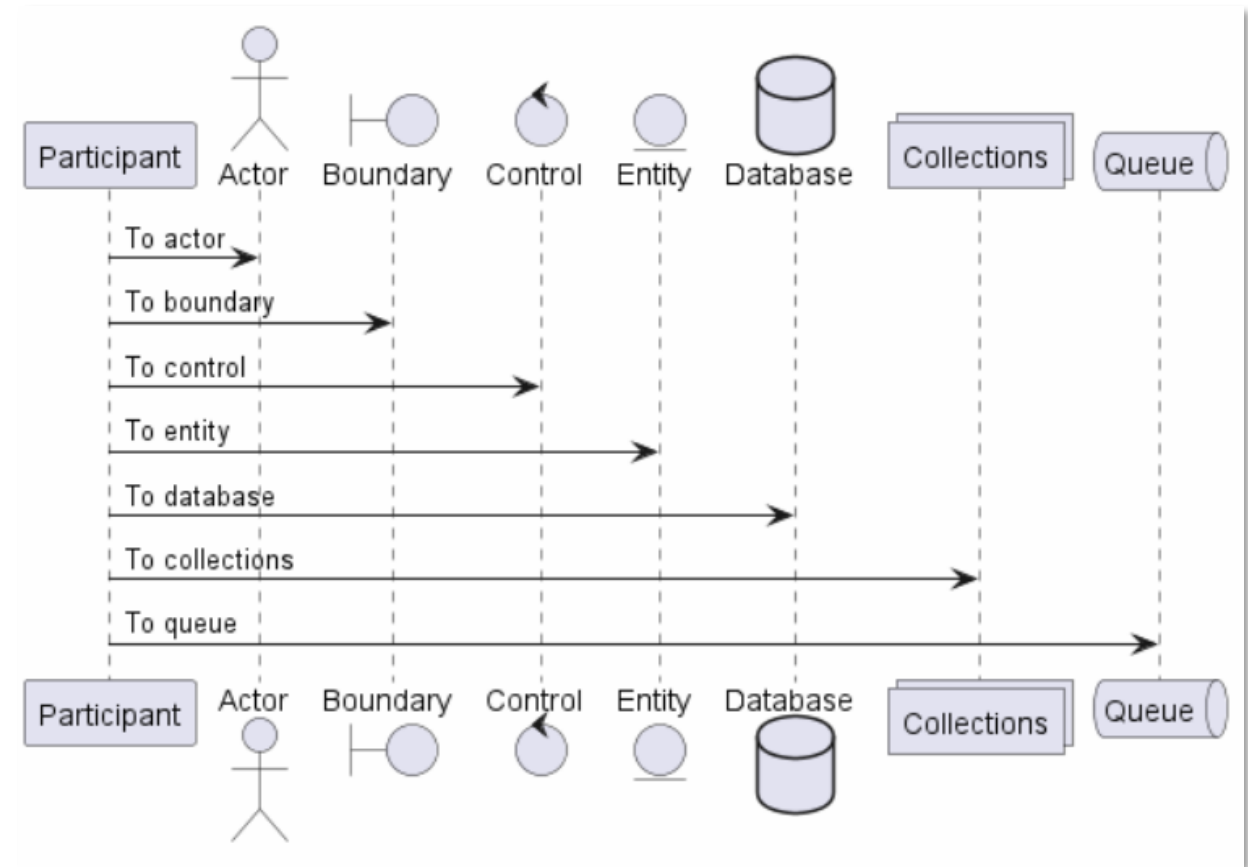 Participant
Actor
Boundary
Control
Entity
Database
Collections
Queue
To actor
To boundary
To control
To entity
To database
To collections
To queue
Participant
Actor
Boundary
Control
Entity
Database
Collections
Queue